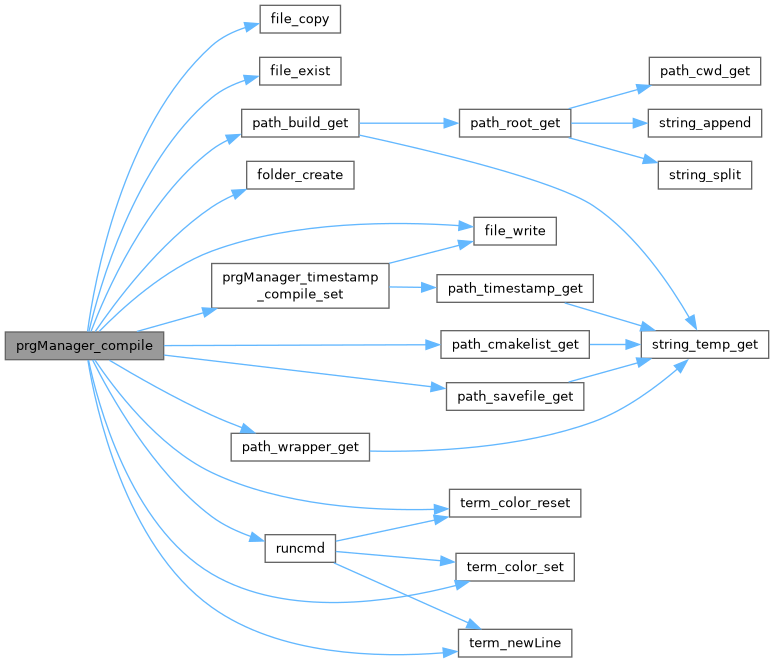 file_copy
file_exist
path_cwd_get
path_build_get
path_root_get
string_append
folder_create
string_split
file_write
prgManager_timestamp
_compile_set
path_timestamp_get
prgManager_compile
path_cmakelist_get
string_temp_get
path_savefile_get
path_wrapper_get
term_color_reset
runcmd
term_color_set
term_newLine